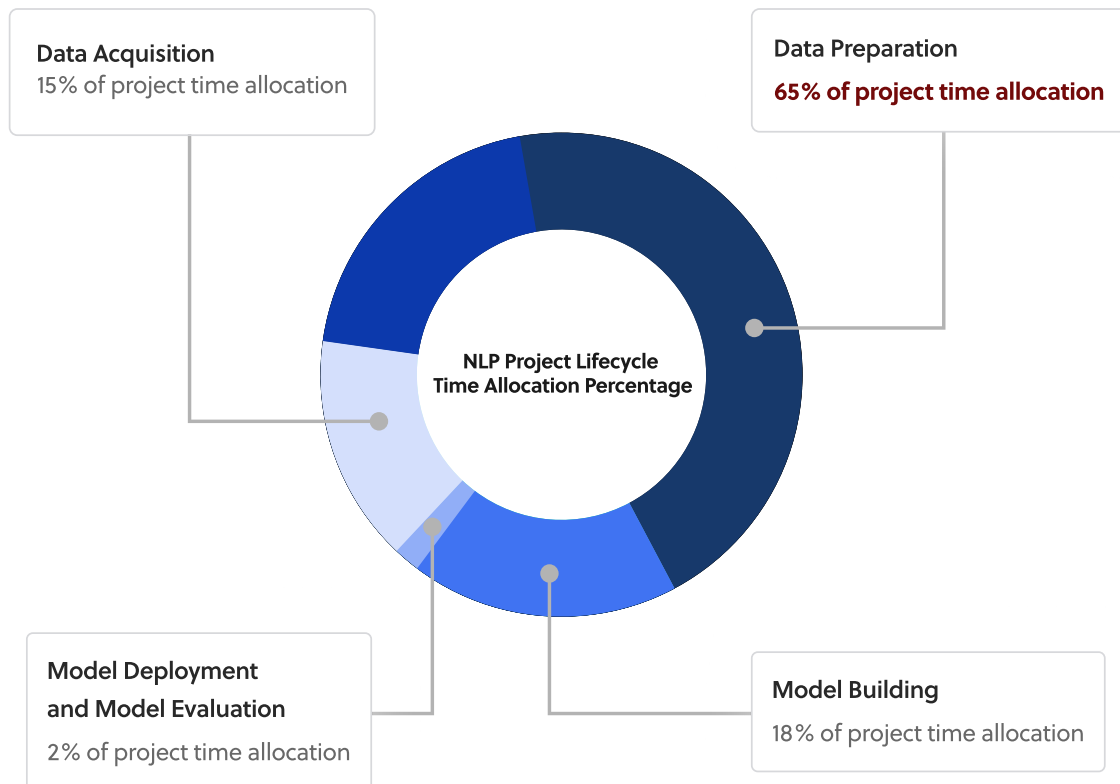 Data Acquisition
15% of project time allocation
Data Preparation
65% of project time allocation
NLP Project Lifecycle
Time Allocation Percentage
Model Deployment
and Model Evaluation
2% of project time allocation
Model Building
18% of project time allocation